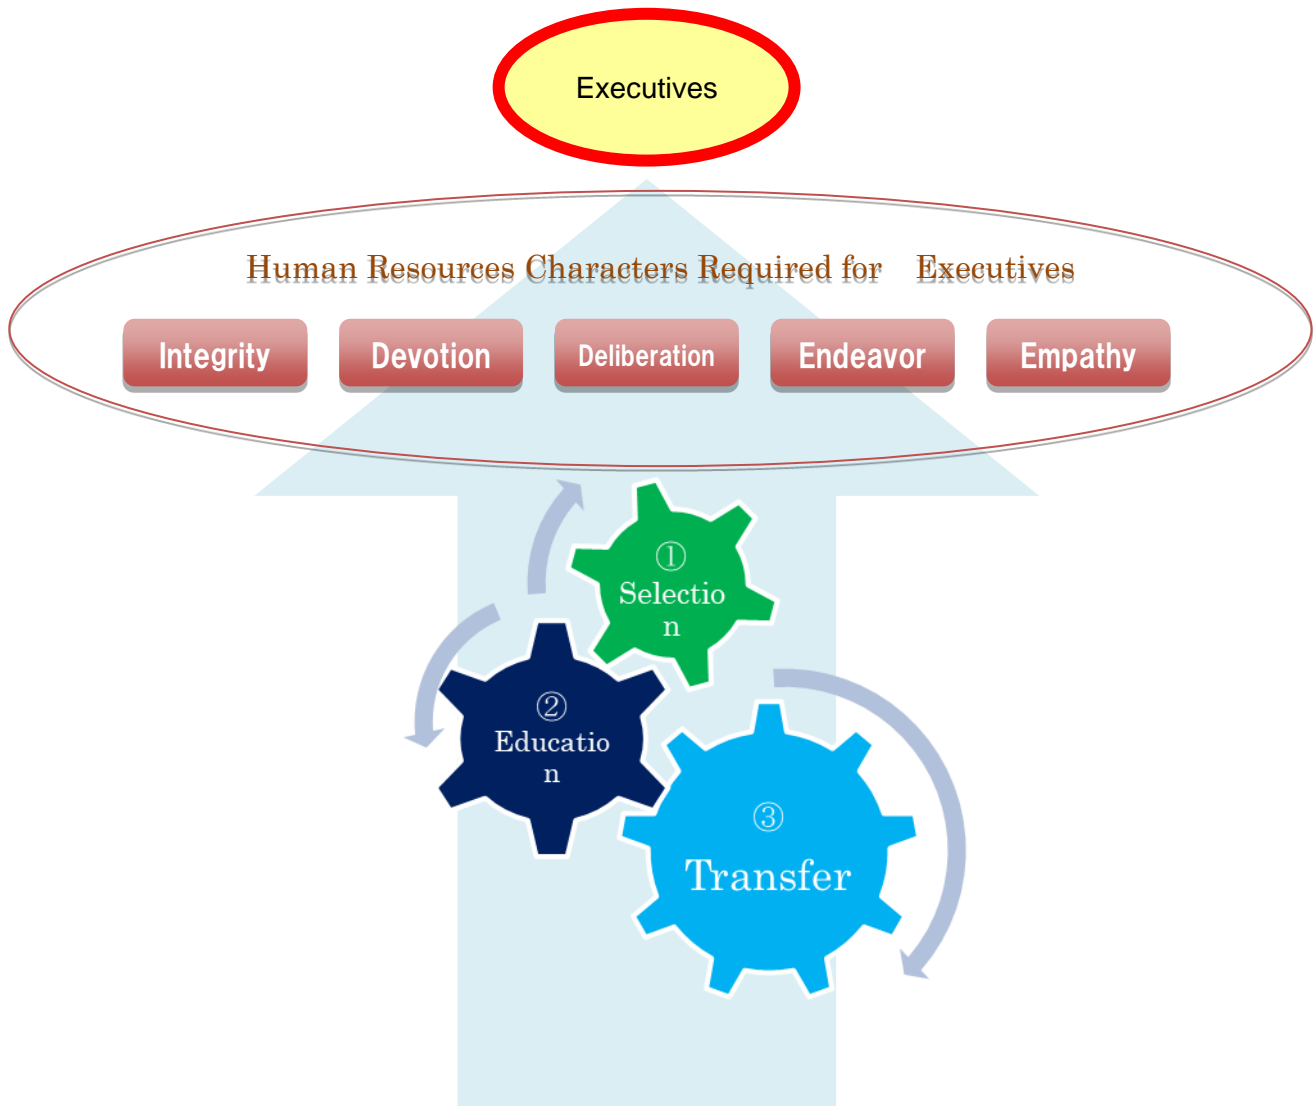 Executives
Human Resources Characters Required for　Executives
Integrity
Devotion
Deliberation
Endeavor
Empathy
①
Selectio
n
②
Educatio
n
③
Transfer